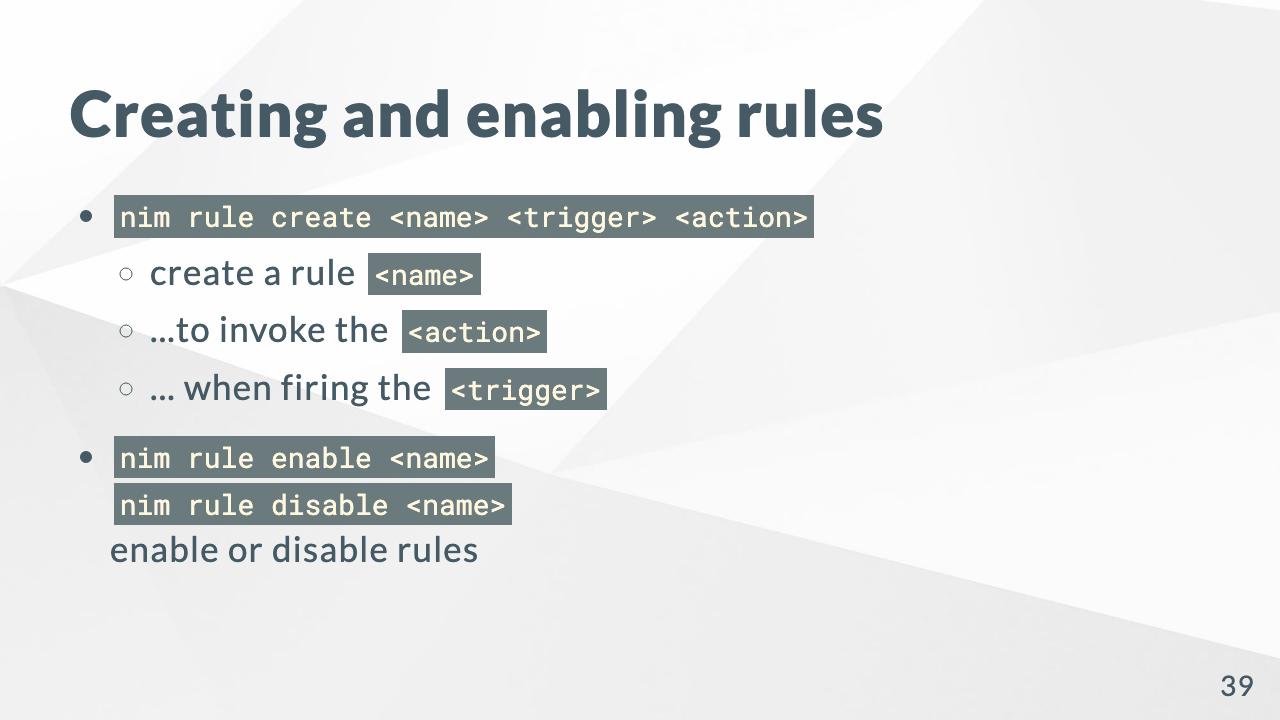 Creating and enabling rules
• nim rule create <name> <trigger> <action>
○ create a rule <name>
○ ...to invoke the <action>
○ ... when firing the <trigger>
• nim rule enable <name>
nim rule disable <name>
enable or disable rules
39